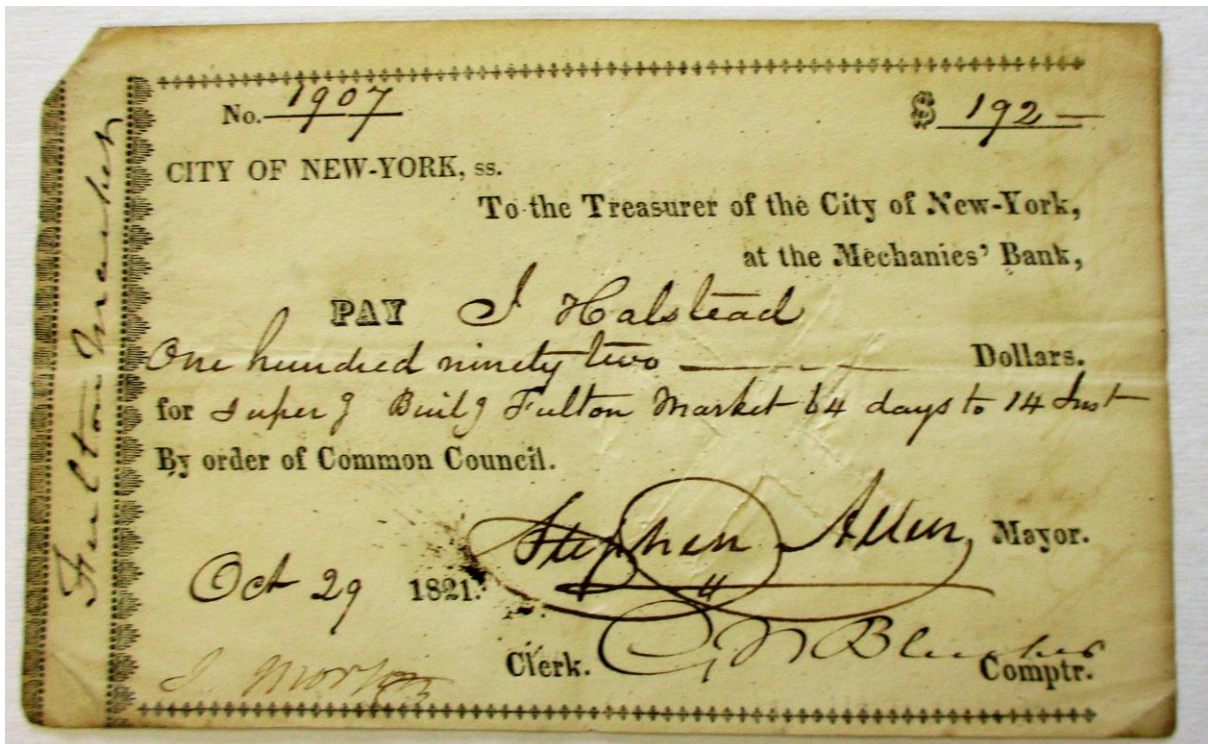 Fulton Market
No. 1907 $ 192 —
CITY OF NEW-YORK, ss.
To the Treasurer of the City of New-York,
at the Mechanics' Bank,
PAY J Halstead
One hundred ninety two Dollars.
for superg Builg Fulton Market 64 days to 14 Inst
By order of Common Council.
Stephen Allen, Mayor.
Oct 29 1821.
J Morton Clerk. Comptr.